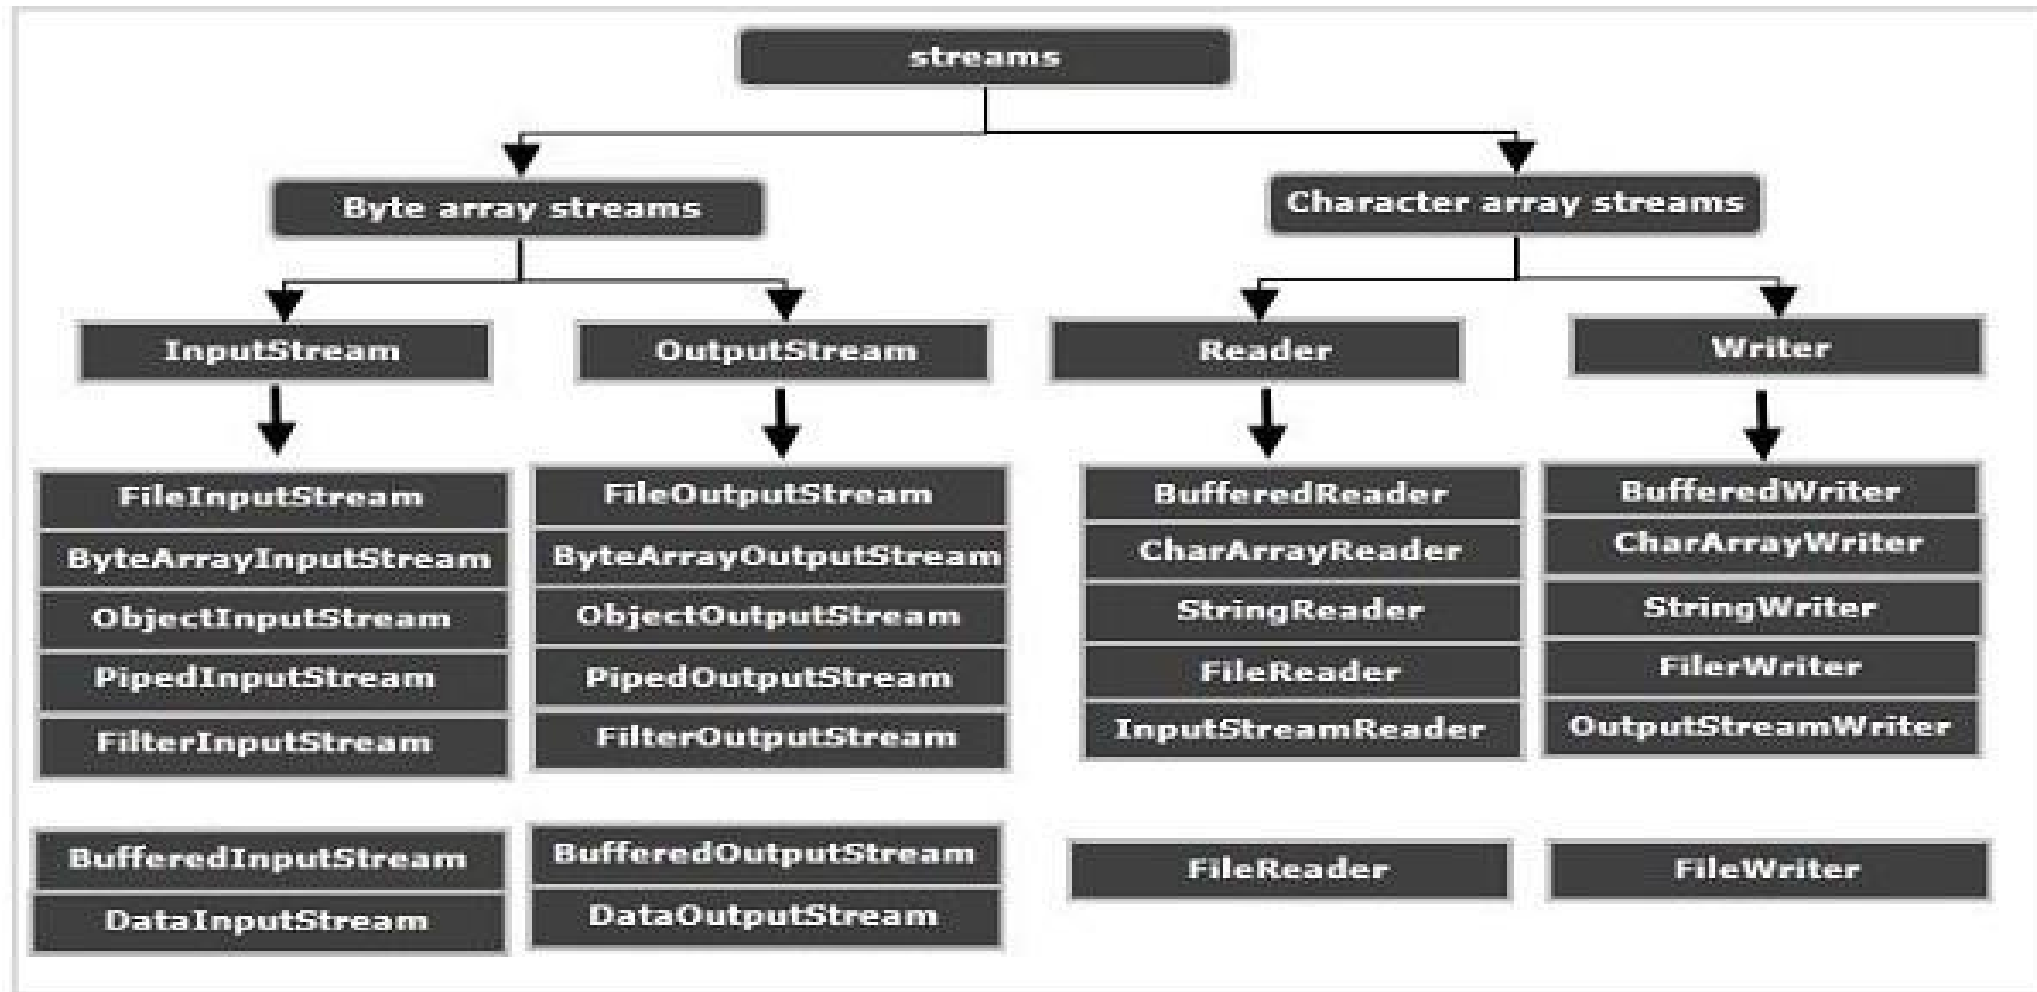 streams
Byte array streams
Character array streams
InputStream
OutputStream
Reader
Writer
FileInputStream
ByteArrayInputStream
ObjectInputStream
PipedInputStream
FilterInputStream
FileOutputStream
ByteArrayOutputStream
ObjectOutputStream
PipedOutputStream
FilterOutputStream
BufferedReader
CharArrayReader
StringReader
FileReader
InputStreamReader
BufferedWriter
CharArrayWriter
StringWriter
FilerWriter
OutputStreamWriter
BufferedInputStream
DataInputStream
BufferedOutputStream
DataOutputStream
FileReader
FileWriter